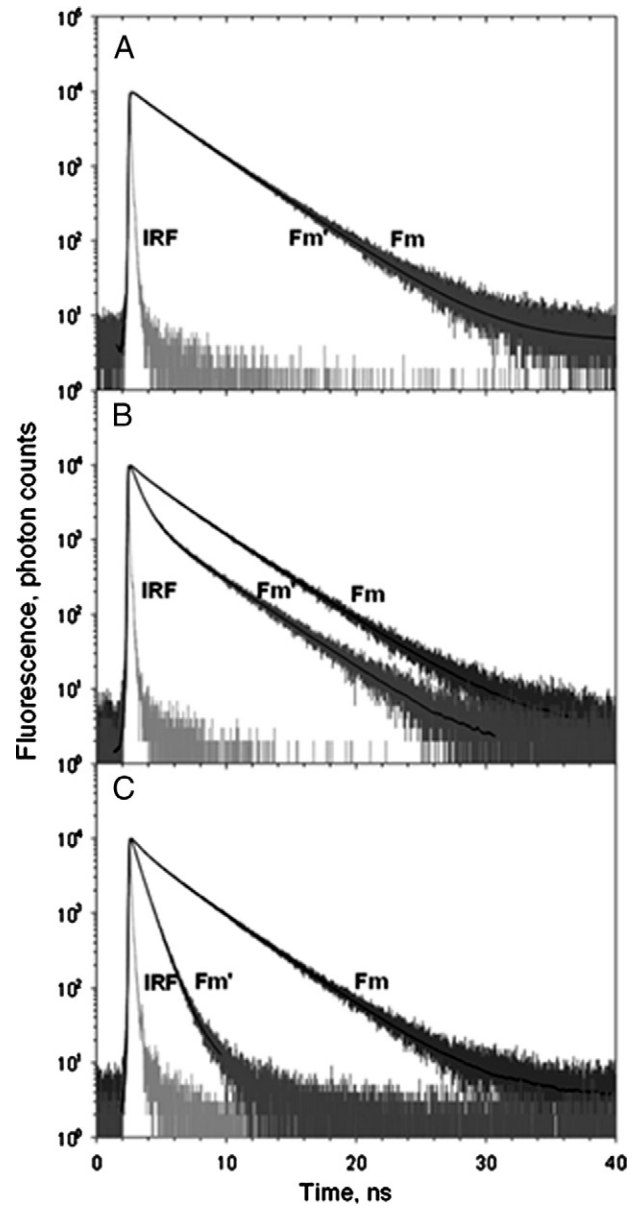 A
10⁶
10⁵
10⁴
10³
10²
10¹
10⁰
IRF
Fm'
Fm
B
10⁴
10³
10²
10¹
10⁰
IRF
Fm'
Fm
C
10⁴
10³
10²
10¹
10⁰
IRF
Fm'
Fm
Fluorescence, photon counts
0 10 20 30 40
Time, ns